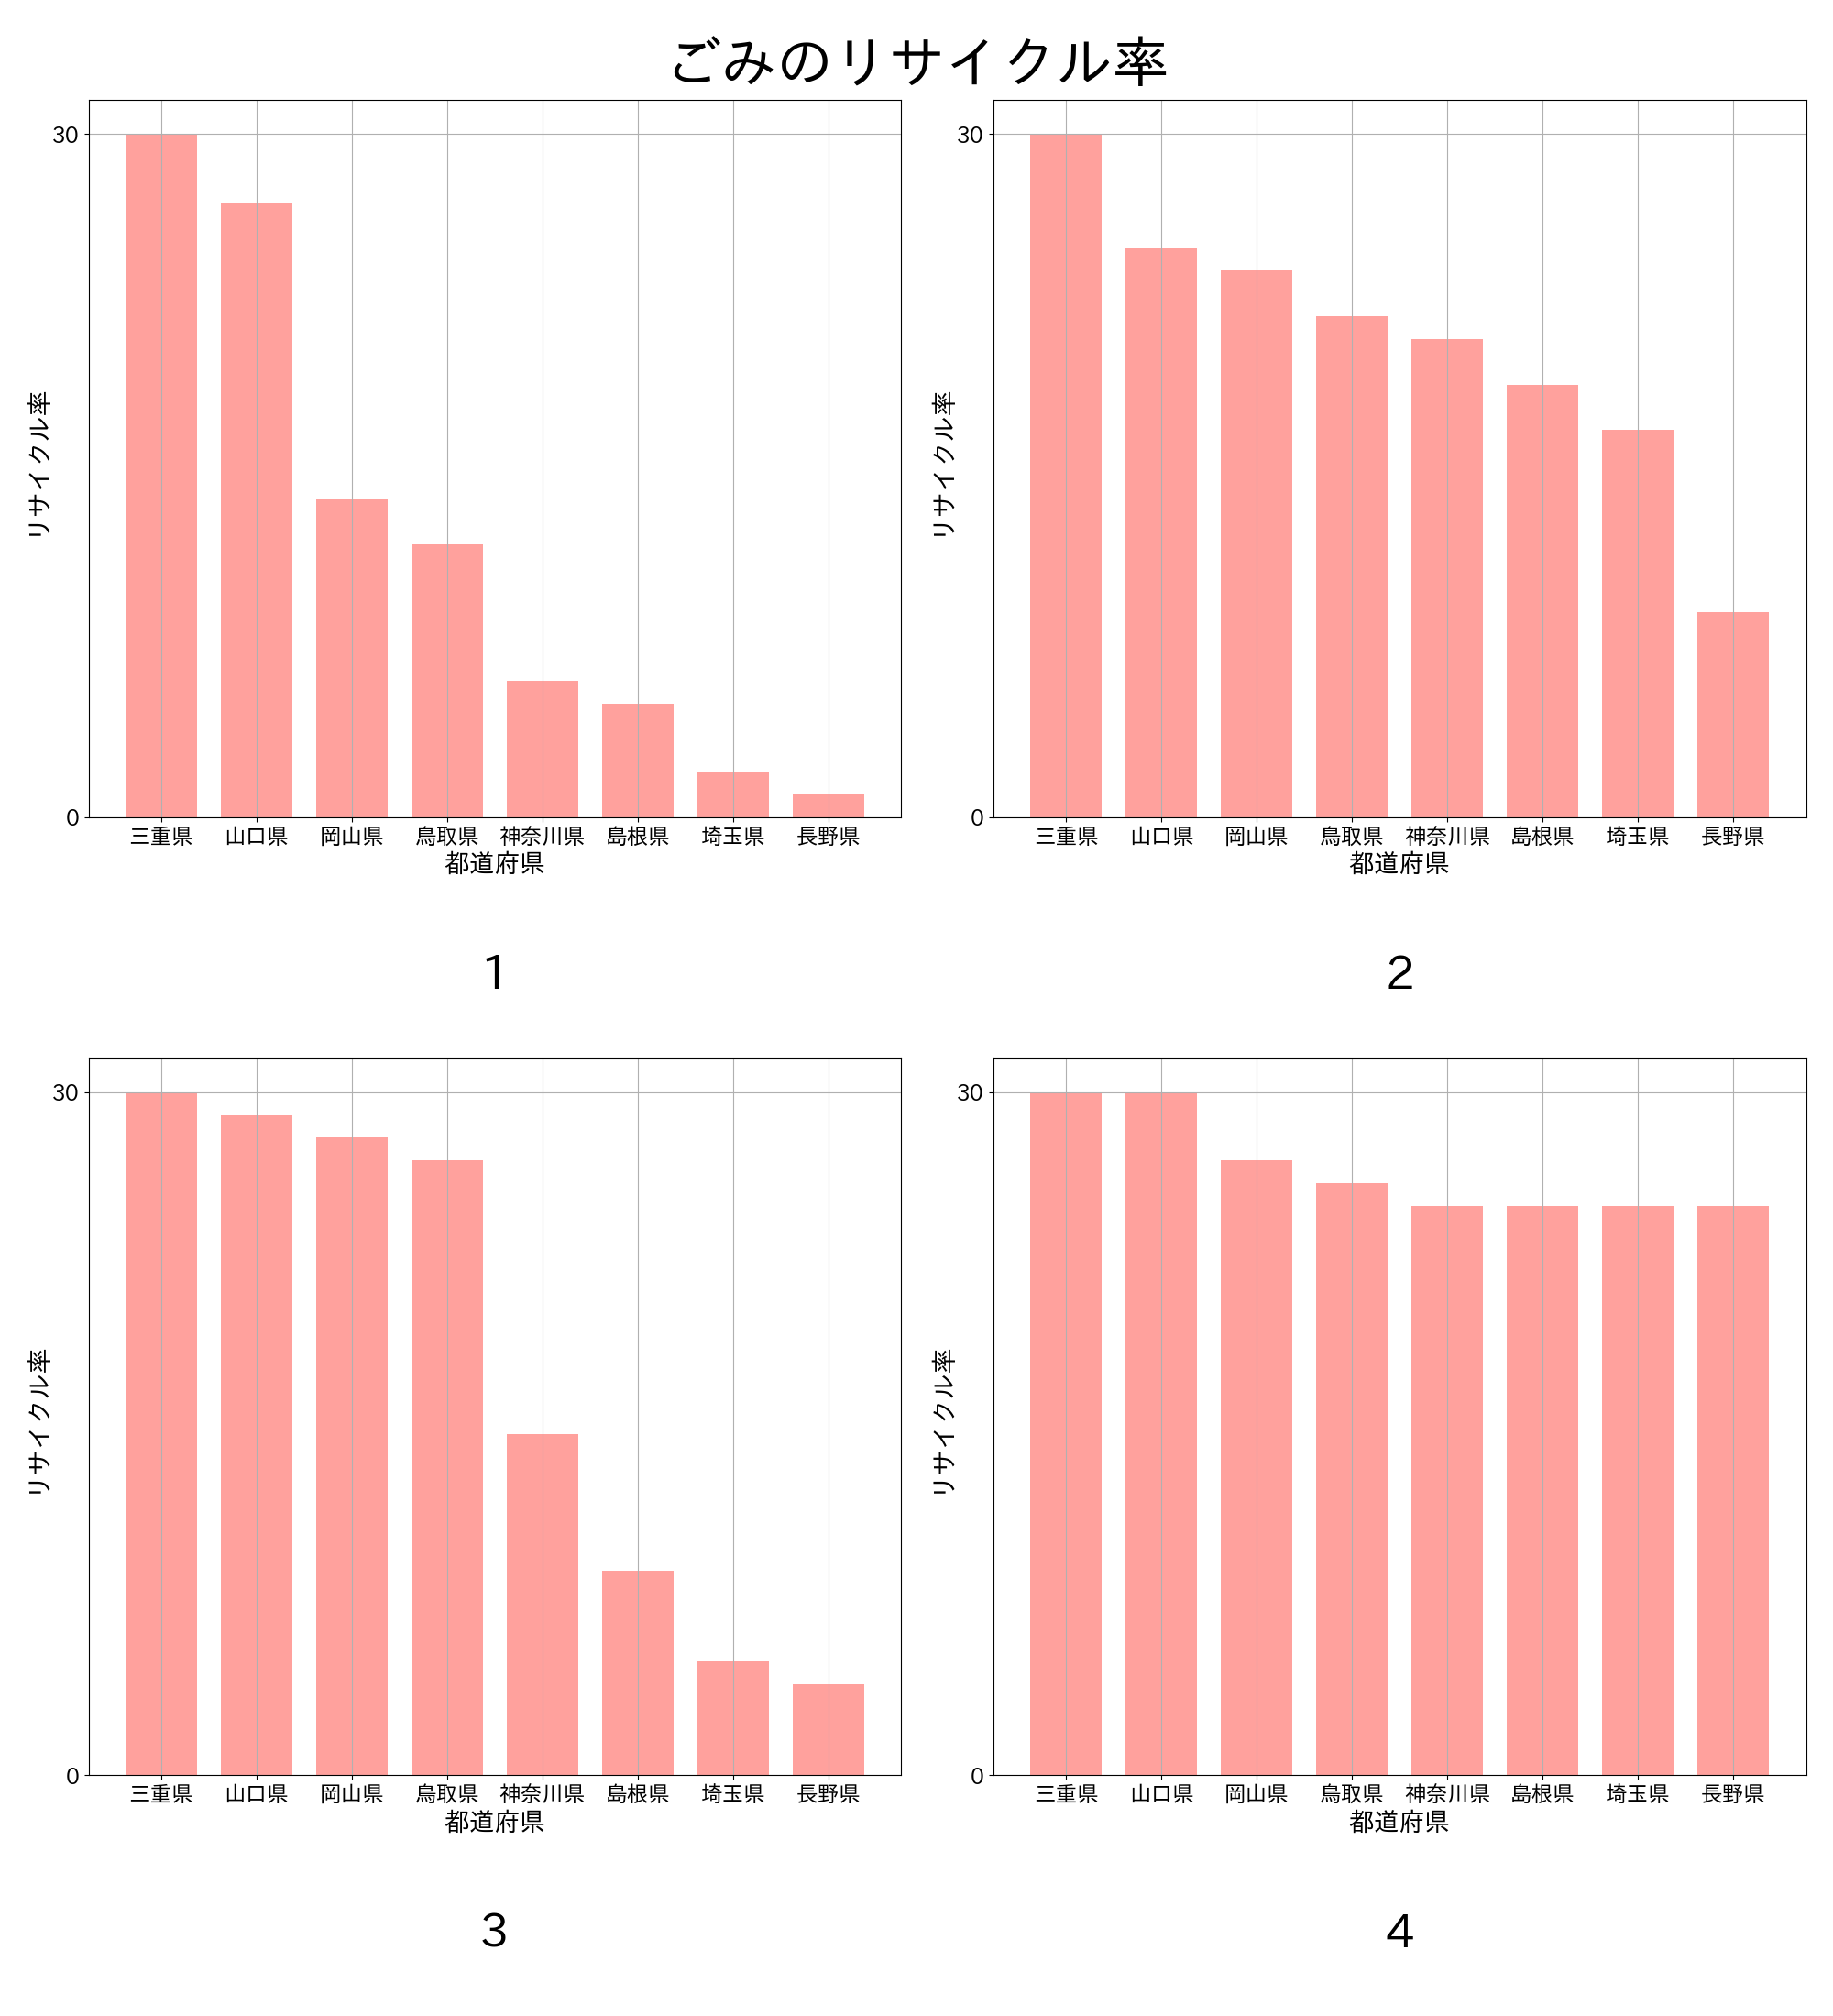 ごみのリサイクル率
30
0
リサイクル率
三重県 山口県 岡山県 鳥取県 神奈川県 島根県 埼玉県 長野県
都道府県
1
30
0
リサイクル率
三重県 山口県 岡山県 鳥取県 神奈川県 島根県 埼玉県 長野県
都道府県
2
30
0
リサイクル率
三重県 山口県 岡山県 鳥取県 神奈川県 島根県 埼玉県 長野県
都道府県
3
30
0
リサイクル率
三重県 山口県 岡山県 鳥取県 神奈川県 島根県 埼玉県 長野県
都道府県
4